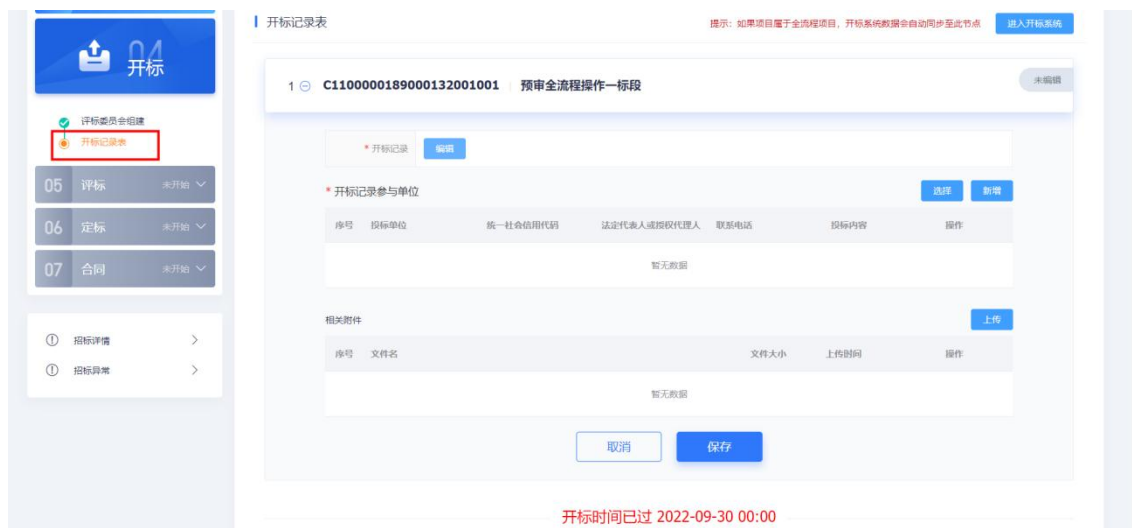 04
开标
评标委员会组建
开标记录表
05 评标 未开始
06 定标 未开始
07 合同 未开始
招标详情
招标异常
开标记录表
提示：如果项目属于全流程项目，开标系统数据会自动同步至此节点 进入开标系统
1 C1100000189000132001001 预审全流程操作一标段 未编辑
* 开标记录 编辑
* 开标记录参与单位 选择 新增
序号 投标单位 统一社会信用代码 法定代表人或授权代理人 联系电话 投标内容 操作
暂无数据
相关附件 上传
序号 文件名 文件大小 上传时间 操作
暂无数据
取消 保存
开标时间已过 2022-09-30 00:00